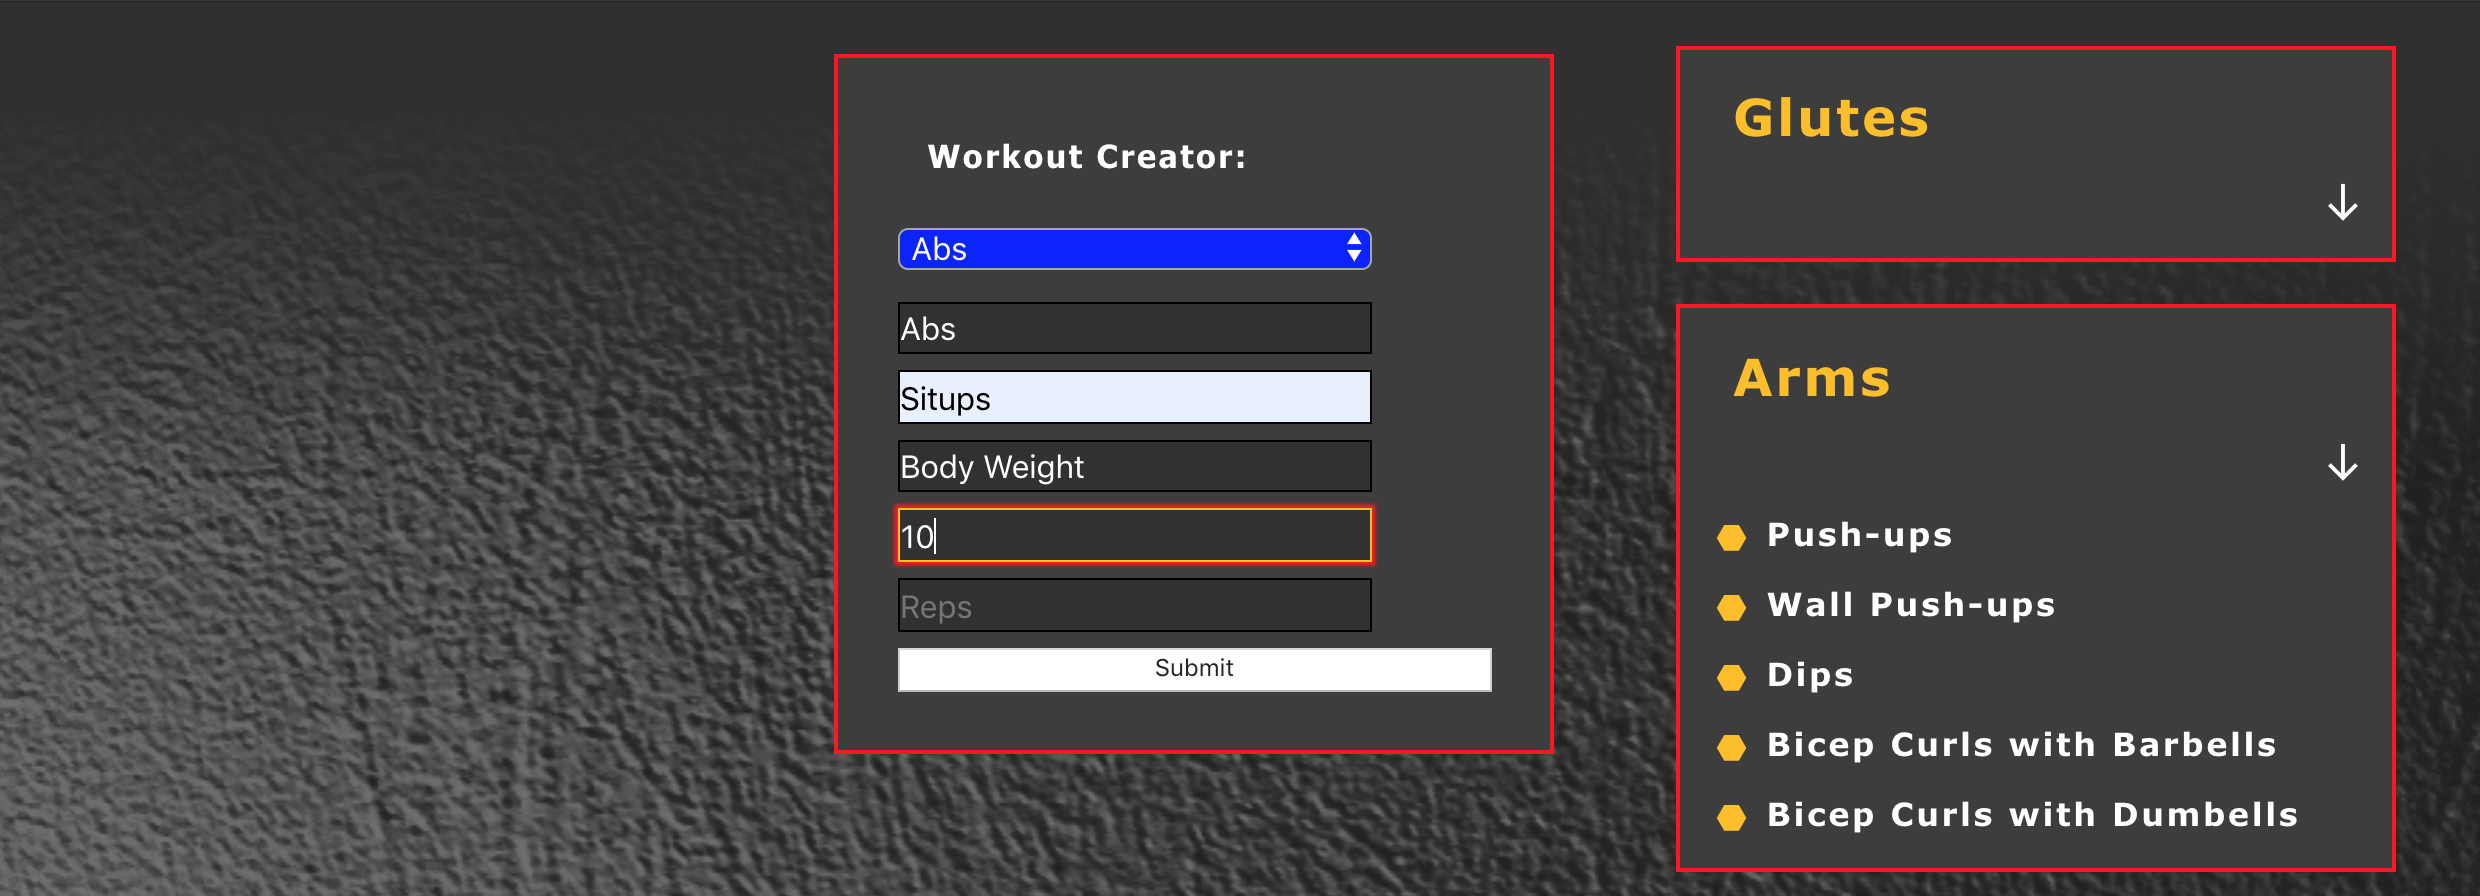 Workout Creator:
Abs
Abs
Situps
Body Weight
10
Reps
Submit
Glutes
Arms
Push-ups
Wall Push-ups
Dips
Bicep Curls with Barbells
Bicep Curls with Dumbells